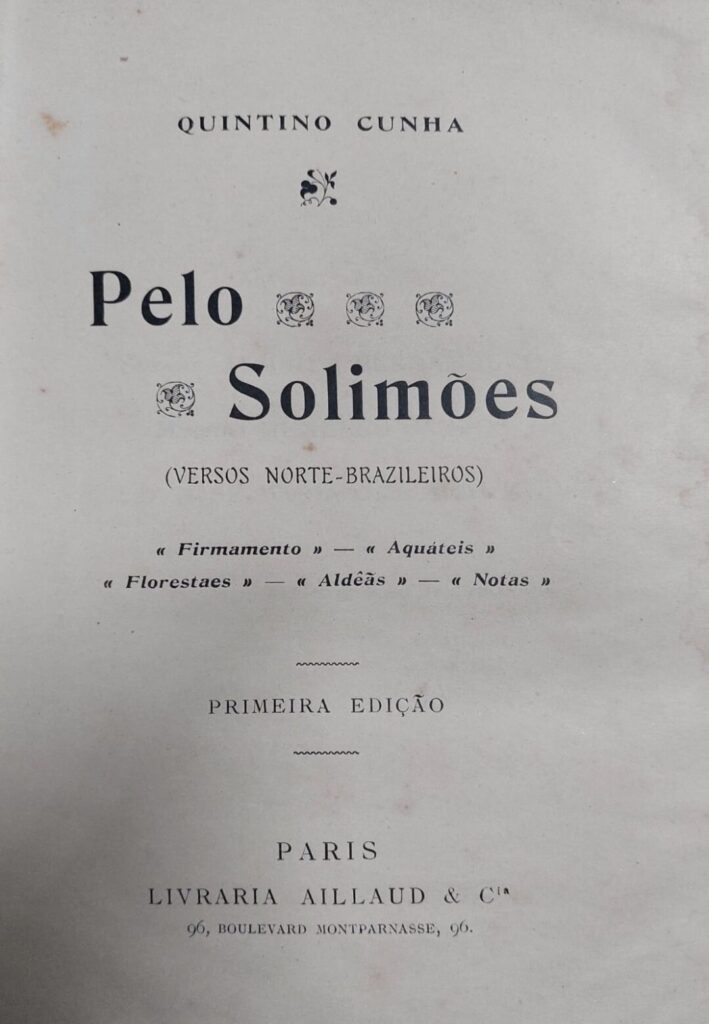 QUINTINO CUNHA
Pelo
Solimões
(VERSOS NORTE-BRAZILEIROS)
« Firmamento » — « Aquáteis »
« Florestaes » — « Aldêãs » — « Notas »
PRIMEIRA EDIÇÃO
PARIS
LIVRARIA AILLAUD & Cia
96, BOULEVARD MONTPARNASSE, 96.